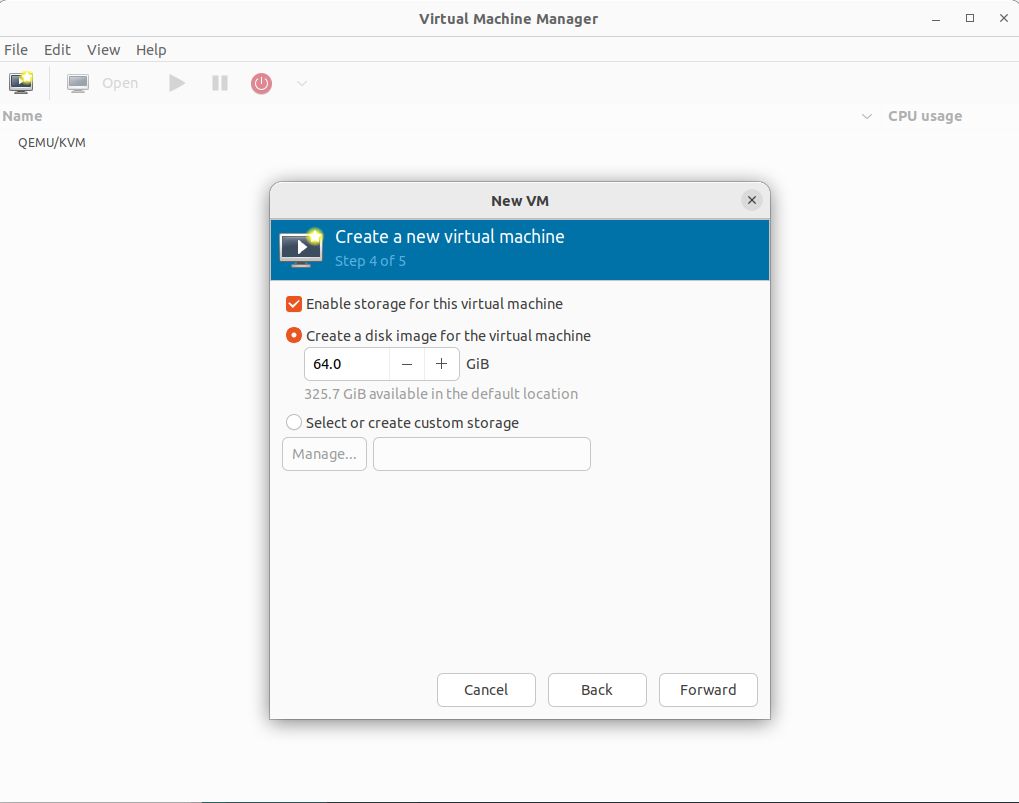 Virtual Machine Manager
File Edit View Help
Open
Name CPU usage
QEMU/KVM
New VM
Create a new virtual machine
Step 4 of 5
Enable storage for this virtual machine
Create a disk image for the virtual machine
64.0 − + GiB
325.7 GiB available in the default location
Select or create custom storage
Manage...
Cancel Back Forward